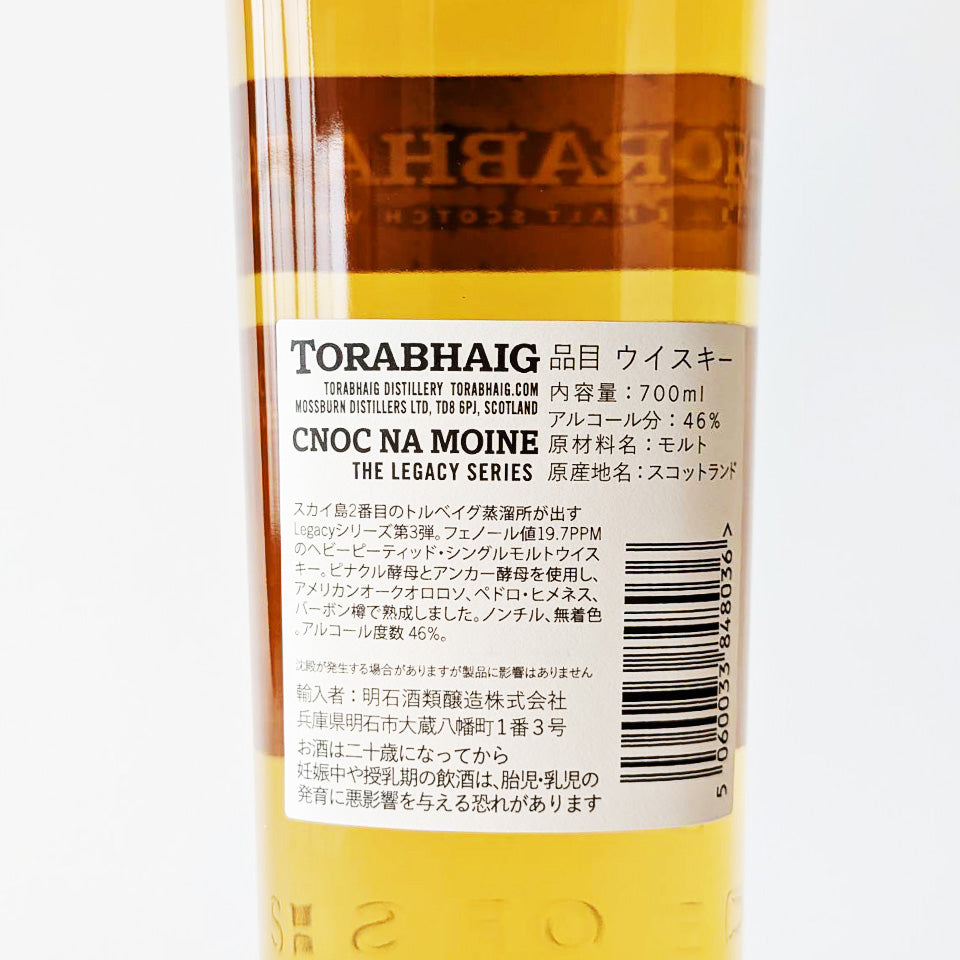 TORABHAIG
TORABHAIG DISTILLERY TORABHAIG.COM
MOSSBURN DISTILLERS LTD, TD8 6PJ, SCOTLAND
CNOC NA MOINE
THE LEGACY SERIES
品目 ウイスキー
内容量：700ml
アルコール分：46%
原材料名：モルト
原産地名：スコットランド
スカイ島2番目のトルベイグ蒸溜所が出す
Legacyシリーズ第3弾。フェノール値19.7PPM
のヘビーピーティッド・シングルモルトウイス
キー。ピナクル酵母とアンカー酵母を使用し、
アメリカンオークオロロソ、ペドロ・ヒメネス、
バーボン樽で熟成しました。ノンチル、無着色
。アルコール度数 46%。
沈殿が発生する場合がありますが製品に影響はありません
輸入者：明石酒類醸造株式会社
兵庫県明石市大蔵八幡町1番3号
お酒は二十歳になってから
妊娠中や授乳期の飲酒は、胎児・乳児の
発育に悪影響を与える恐れがあります
5 060033 848036 >